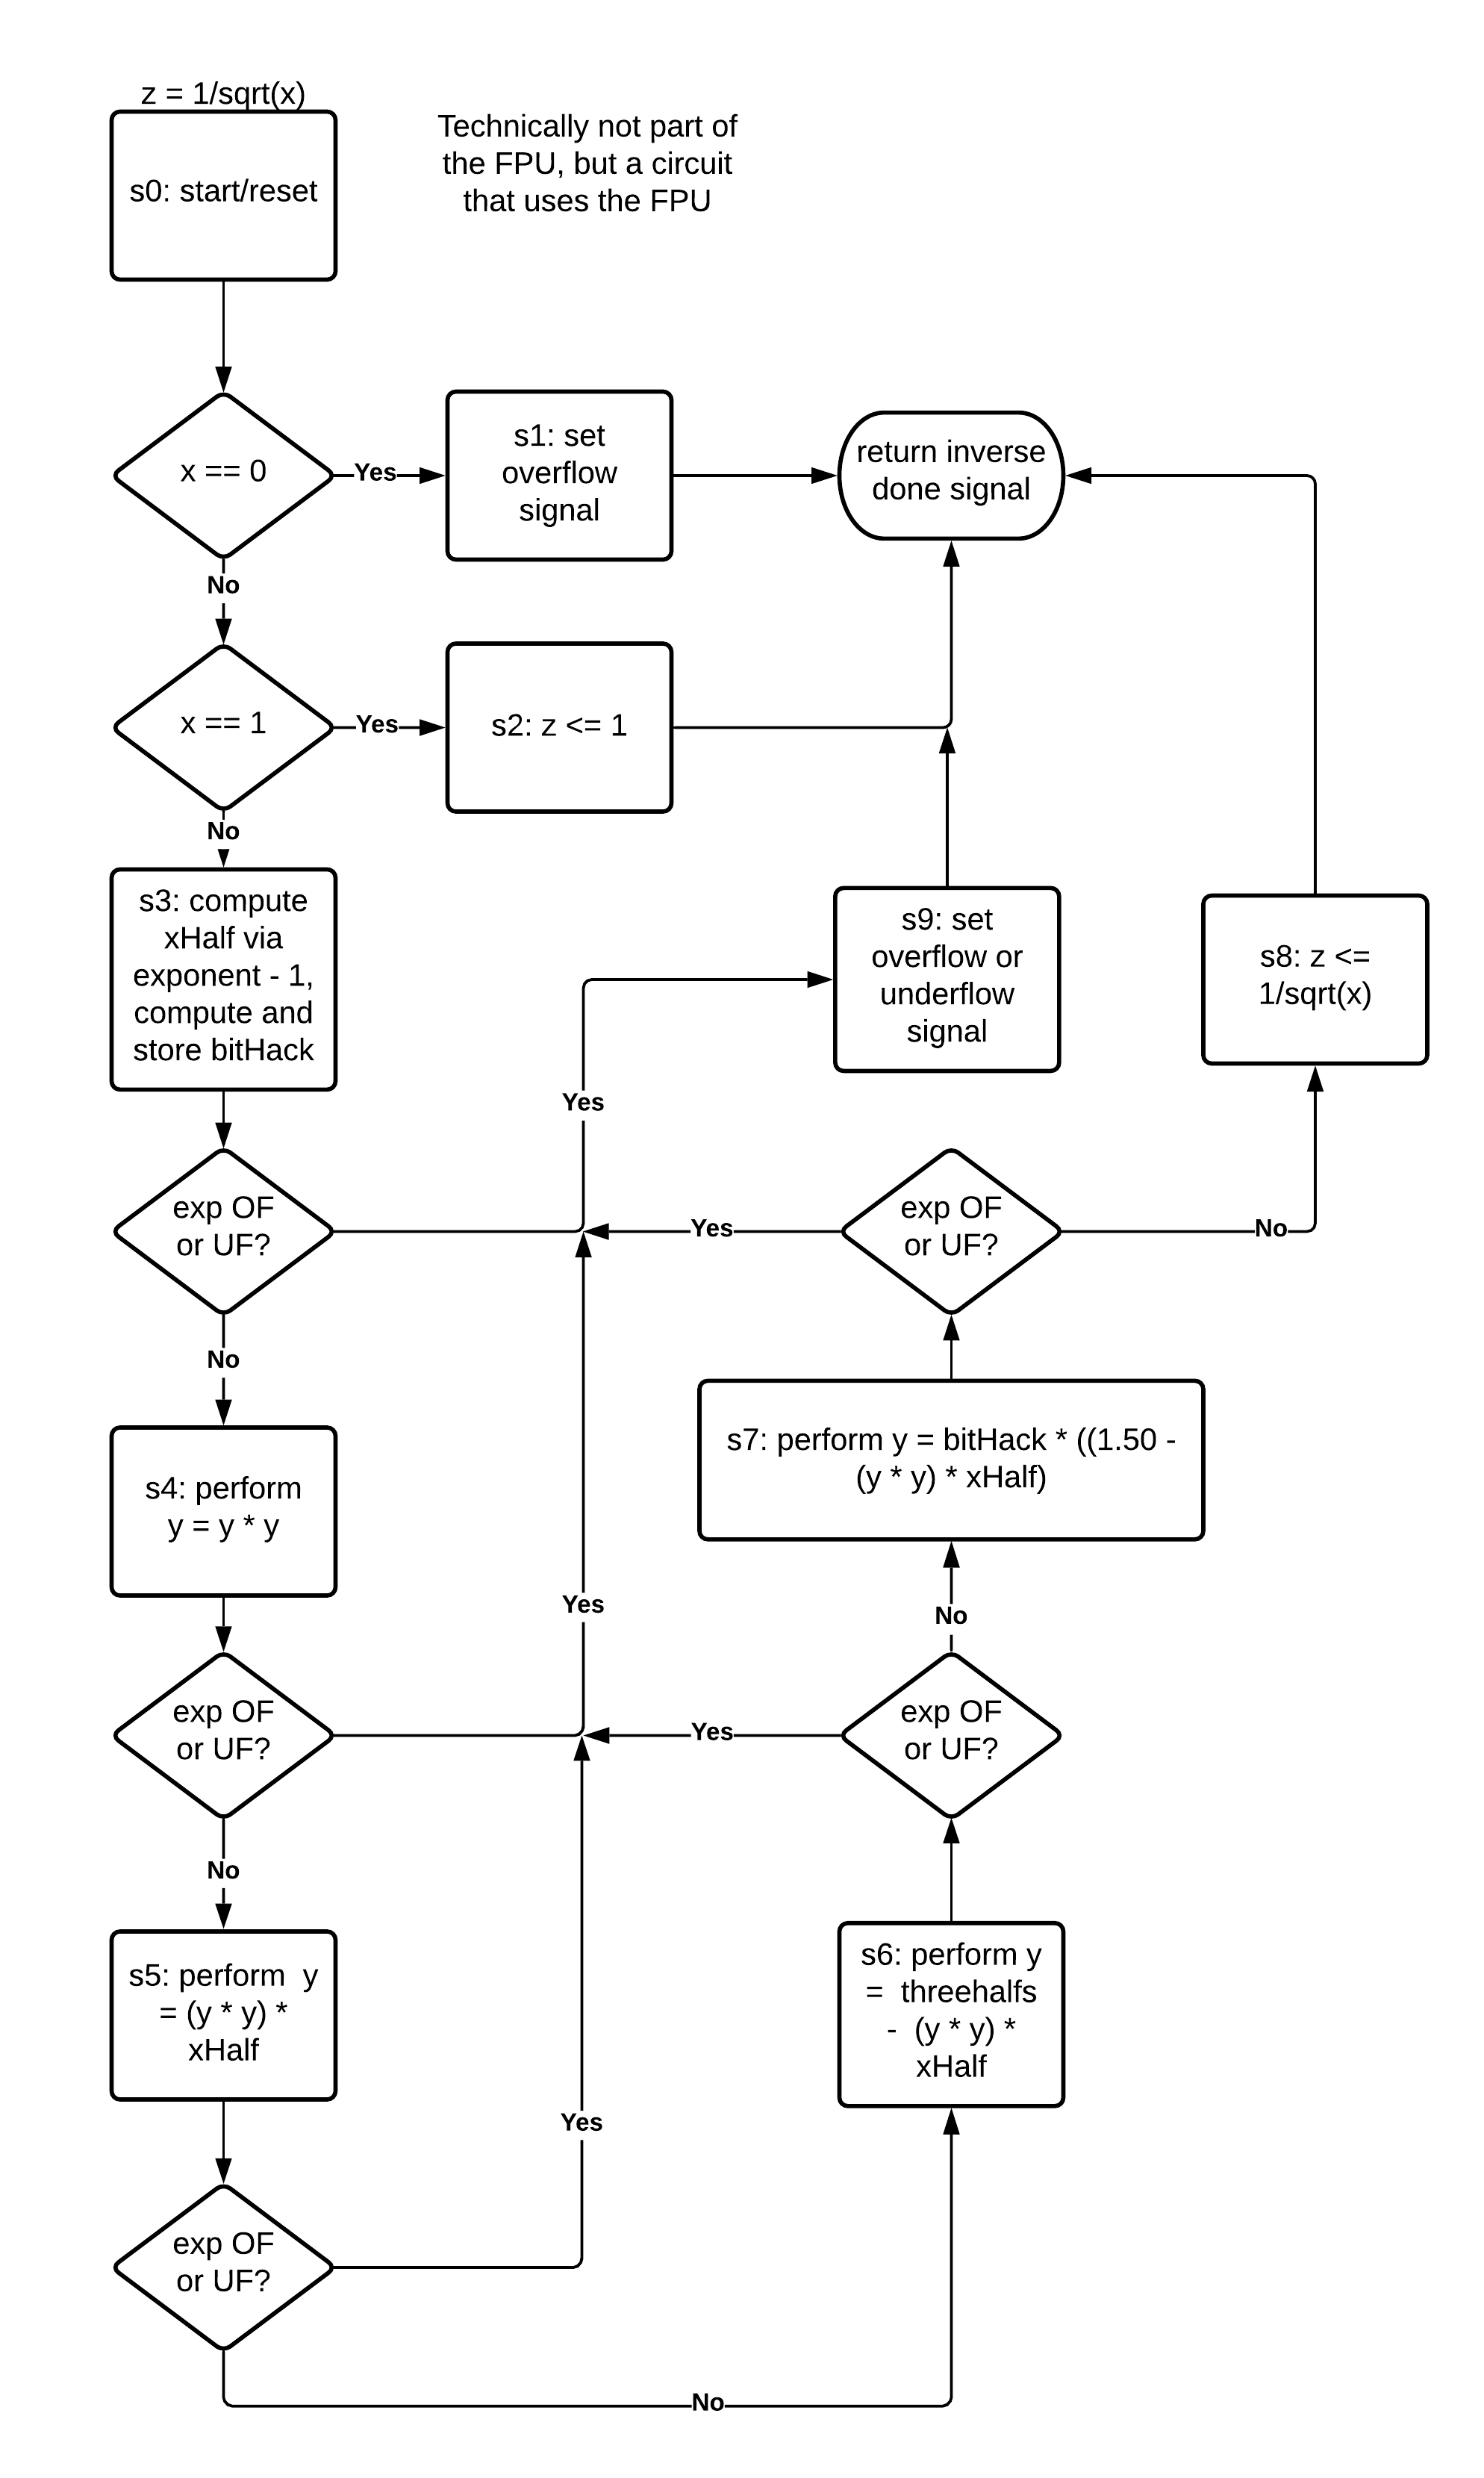 z = 1/sqrt(x)
s0: start/reset
Technically not part of
the FPU, but a circuit
that uses the FPU
x == 0
Yes
s1: set
overflow
signal
return inverse
done signal
No
x == 1
Yes
s2: z <= 1
No
s3: compute
xHalf via
exponent - 1,
compute and
store bitHack
s9: set
overflow or
underflow
signal
s8: z <=
1/sqrt(x)
Yes
exp OF
or UF?
Yes
exp OF
or UF?
No
No
s7: perform y = bitHack * ((1.50 -
(y * y) * xHalf)
s4: perform
y = y * y
Yes
No
exp OF
or UF?
Yes
exp OF
or UF?
No
s5: perform  y
= (y * y) *
xHalf
s6: perform y
=  threehalfs
-  (y * y) *
xHalf
Yes
exp OF
or UF?
No